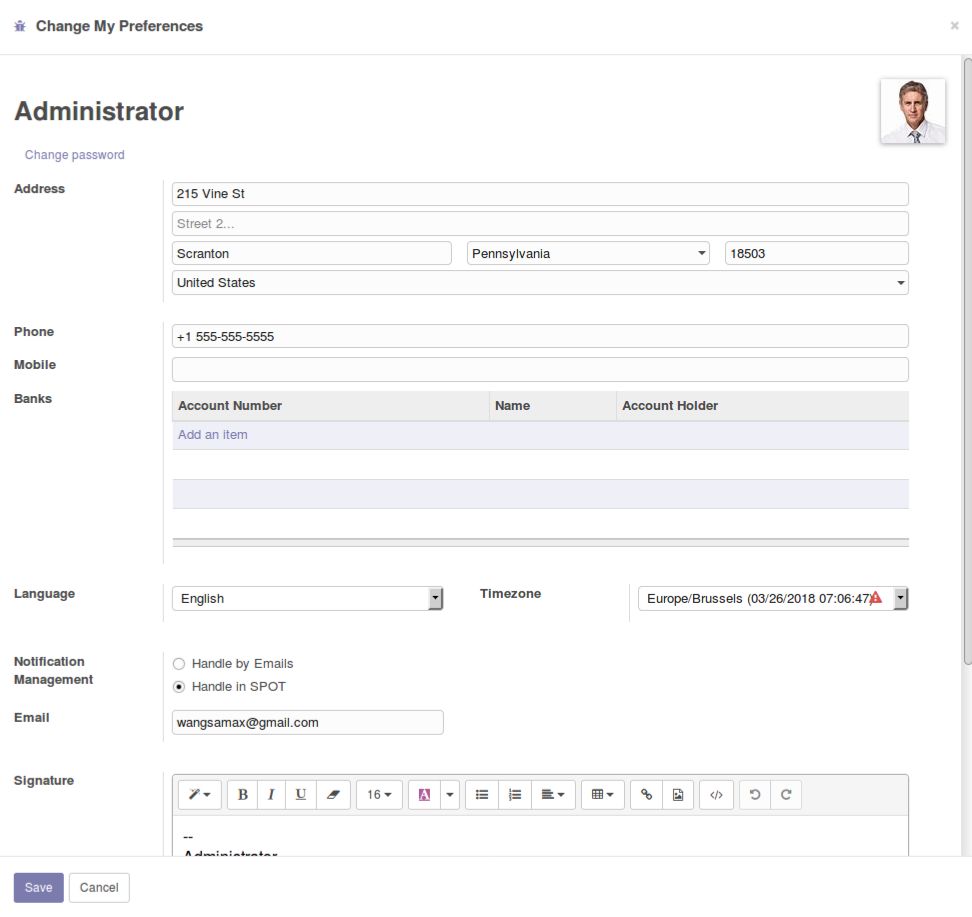 Change My Preferences ×
Administrator
Change password
Address
215 Vine St
Street 2...
Scranton Pennsylvania 18503
United States
Phone +1 555-555-5555
Mobile
Banks
Account Number Name Account Holder
Add an item
Language English Timezone Europe/Brussels (03/26/2018 07:06:47)
Notification Management
Handle by Emails
Handle in SPOT
Email wangsamax@gmail.com
Signature
B I U 16 A </>
--
Administrator
Save Cancel